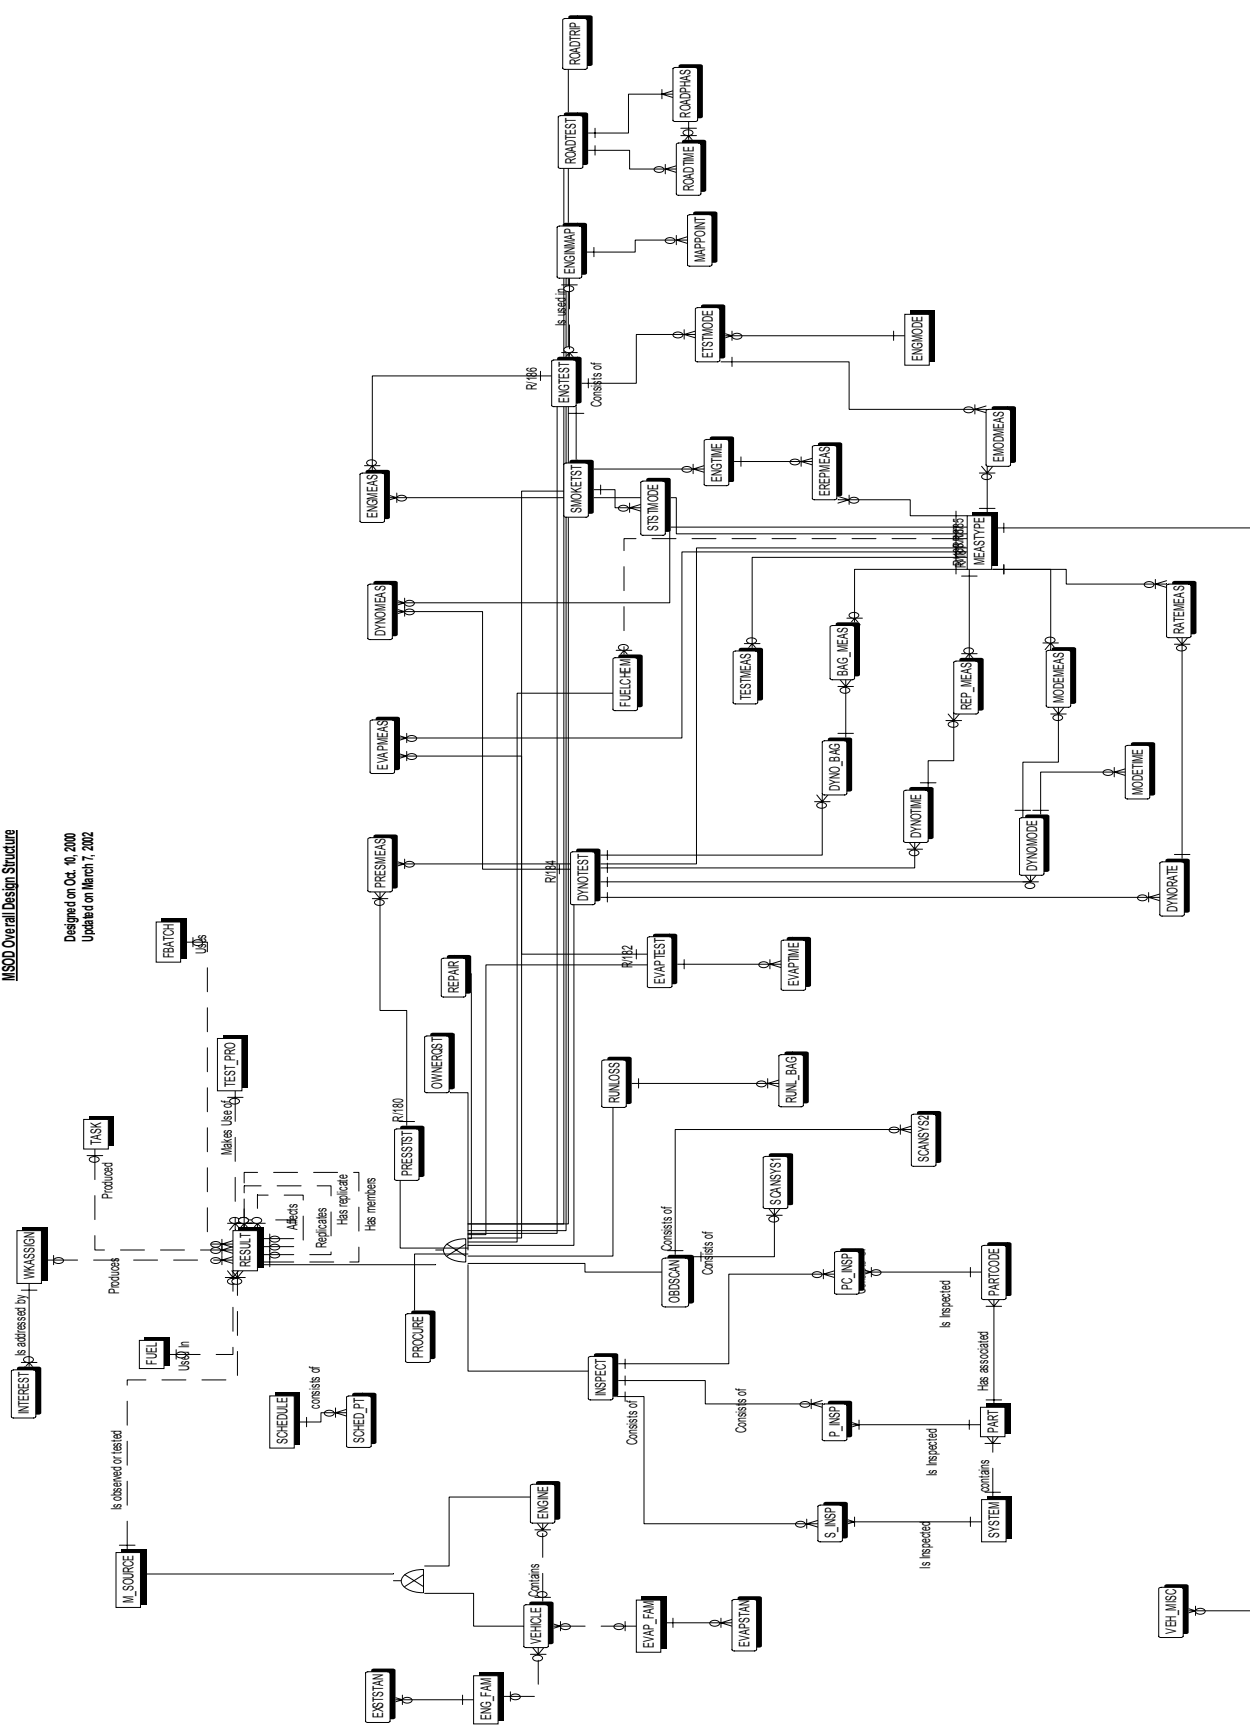 MSOD Overall Design Structure
Designed on Oct. 10, 2000
Updated on March 7, 2002
INTEREST
Is addressed by
WKASSIGN
Produces
TASK
Produced
FBATCH
Uses
TEST_PRO
Makes Use of
M_SOURCE
Is observed or tested
FUEL
Used In
RESULT
Affects
Replicates
Has replicate
Has members
SCHEDULE
consists of
SCHED_PT
EXSTSTAN
ENG_FAM
VEHICLE
Contains
ENGINE
EVAP_FAM
EVAPSTAN
PROCURE
PRESSTST
R/180
OWNERQST
REPAIR
PRESMEAS
EVAPMEAS
DYNOMEAS
ENGMEAS
R/186
R/184
R/182
ROADTRIP
ROADTEST
ROADPHAS
ROADTIME
ENGINMAP
MAPPOINT
Is used in
ENGTEST
Consists of
ETSTMODE
ENGMODE
EMODMEAS
SMOKETST
STSTMODE
ENGTIME
EREPMEAS
MEASTYPE
FUELCHEM
TESTMEAS
BAG_MEAS
REP_MEAS
MODEMEAS
RATEMEAS
DYNOTEST
DYNO_BAG
DYNOTIME
DYNOMODE
MODETIME
DYNORATE
EVAPTEST
EVAPTIME
RUNLOSS
RUNL_BAG
OBDSCAN
Consists of
Consists of
SCANSYS1
SCANSYS2
INSPECT
Consists of
Consists of
PC_INSP
P_INSP
S_INSP
Is Inspected
Is Inspected
Is Inspected
PARTCODE
Has associated
PART
contains
SYSTEM
VEH_MISC